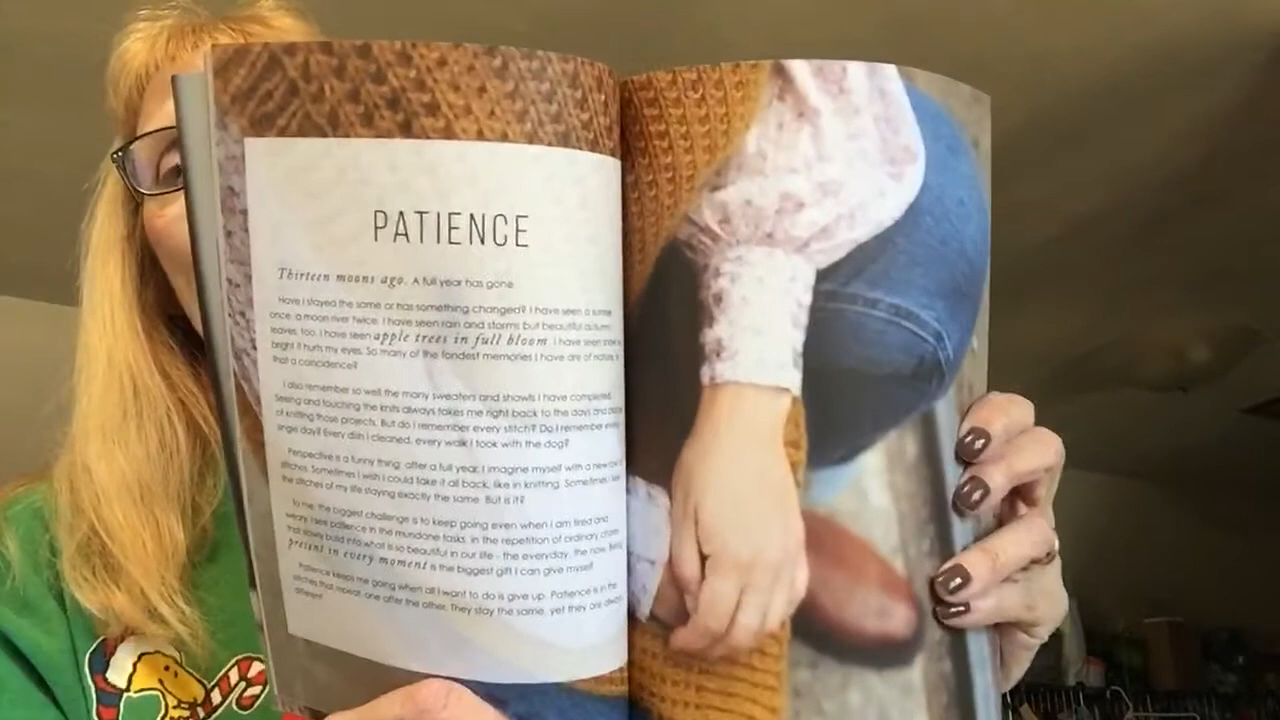 PATIENCE
Thirteen moons ago. A full year has gone.
Have I stayed the same or has something changed? I have seen a
once, a moon river twice. I have seen rain and storms but beautiful autumn
leaves, too. I have seen apple trees in full bloom. I have seen snow so
bright it hurts my eyes. So many of the fondest memories I have are of nature. Is
that a coincidence?
I also remember so well the many sweaters and shawls I have completed.
Seeing and touching the knits always takes me right back to the days and
of knitting those projects. But do I remember every stitch? Do I remember every
single day? Every dish I cleaned, every walk I took with the dog?
Perspective is a funny thing: after a full year, I imagine myself with a new
stitches. Sometimes I wish I could take it all back, like in knitting. Sometimes I
the stitches of my life staying exactly the same. But is it?
To me, the biggest challenge is to keep going even when I am tired and
weary. I see patience in the mundane tasks, in the repetition of ordinary
that slowly build into what is so beautiful in our life - the everyday, the now. Being
present in every moment is the biggest gift I can give myself.
Patience keeps me going when all I want to do is give up. Patience is in the
stitches that repeat, one after the other. They stay the same, yet they are always
different.